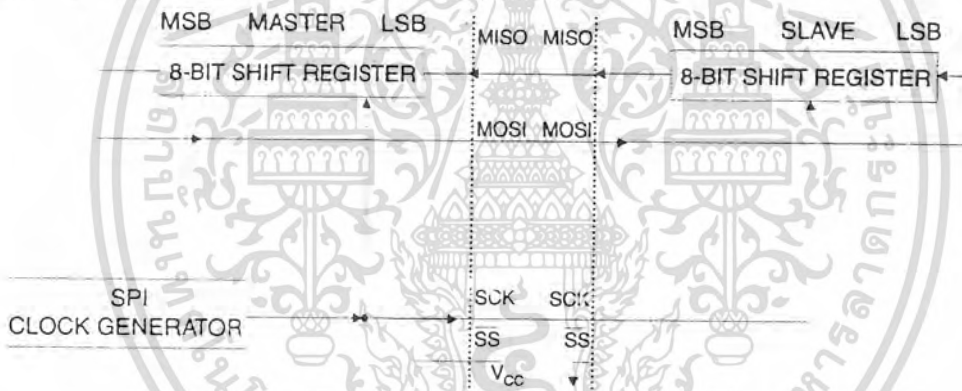 MSB MASTER LSB
MISO MISO
MSB SLAVE LSB
8-BIT SHIFT REGISTER
8-BIT SHIFT REGISTER
MOSI MOSI
SPI
CLOCK GENERATOR
SCK SCK
SS SS
VCC